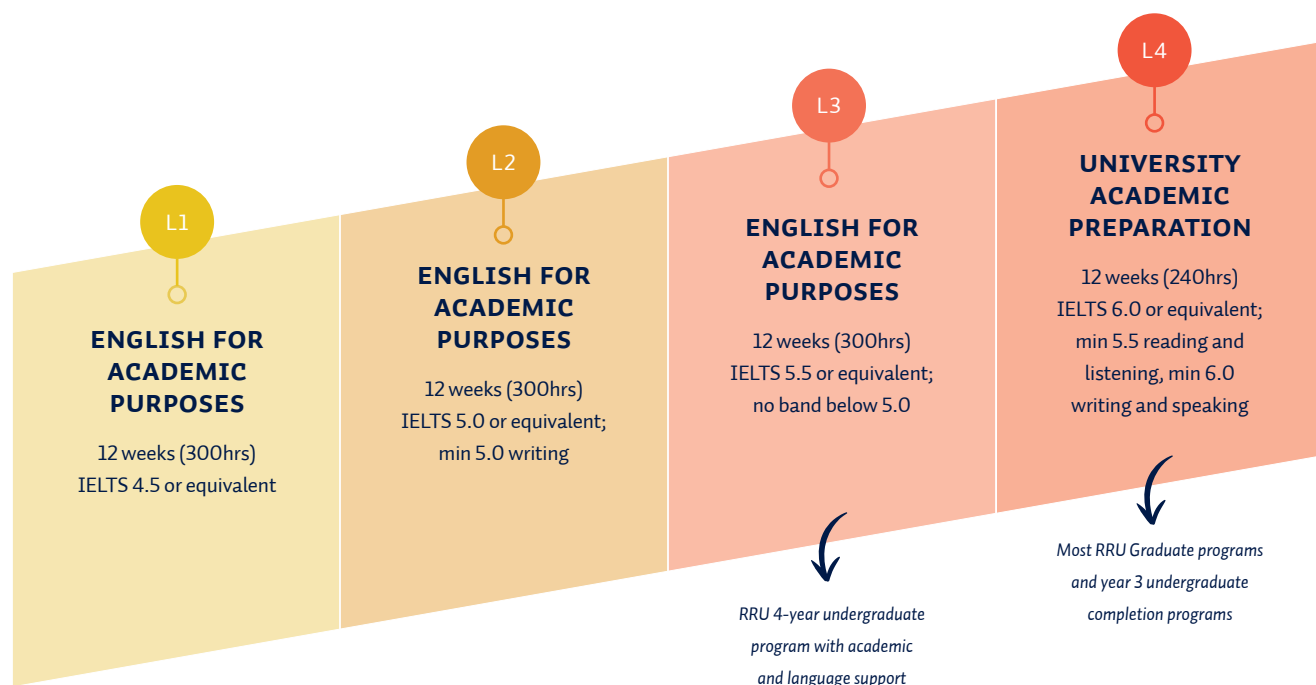 L1
ENGLISH FOR
ACADEMIC
PURPOSES
12 weeks (300hrs)
IELTS 4.5 or equivalent
L2
ENGLISH FOR
ACADEMIC
PURPOSES
12 weeks (300hrs)
IELTS 5.0 or equivalent;
min 5.0 writing
L3
ENGLISH FOR
ACADEMIC
PURPOSES
12 weeks (300hrs)
IELTS 5.5 or equivalent;
no band below 5.0
RRU 4-year undergraduate
program with academic
and language support
L4
UNIVERSITY
ACADEMIC
PREPARATION
12 weeks (240hrs)
IELTS 6.0 or equivalent;
min 5.5 reading and
listening, min 6.0
writing and speaking
Most RRU Graduate programs
and year 3 undergraduate
completion programs